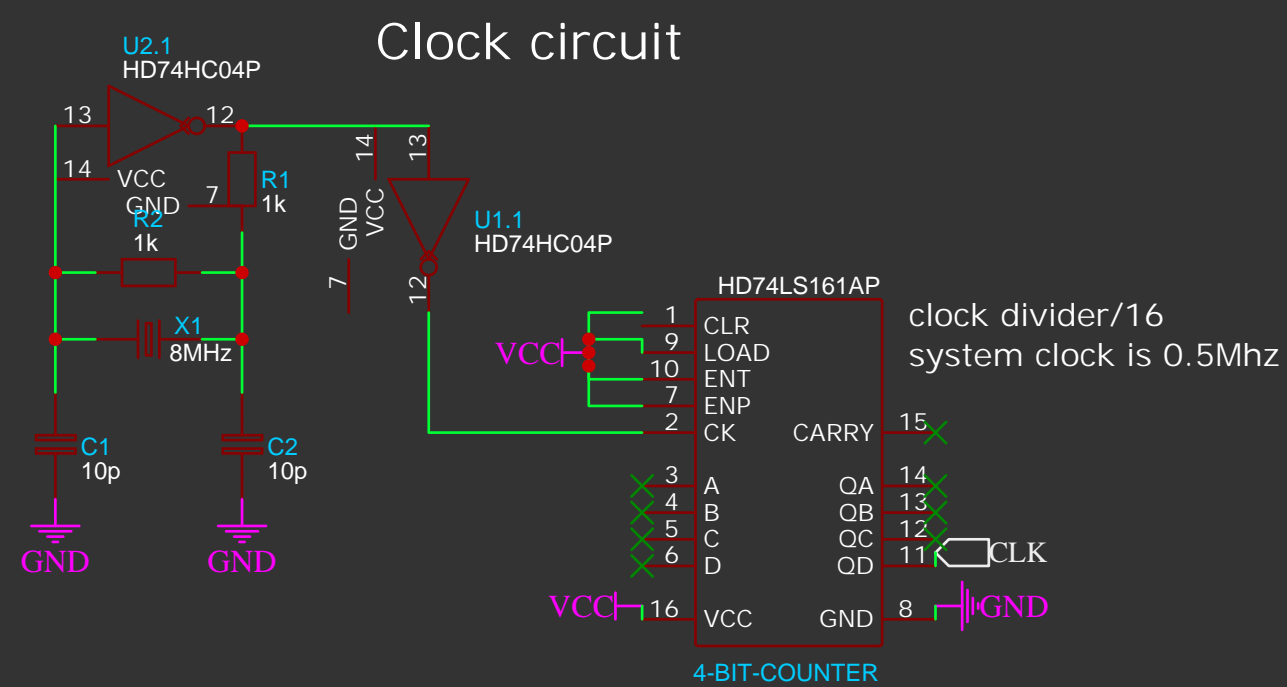 Clock circuit
U2.1
HD74HC04P
13
12
14
VCC
GND
7
R1
1k
R2
1k
X1
8MHz
C1
10p
C2
10p
GND
GND
14
13
GND
VCC
7
12
U1.1
HD74HC04P
HD74LS161AP
clock divider/16
system clock is 0.5Mhz
VCC
1 CLR
9 LOAD
10 ENT
7 ENP
2 CK
CARRY 15
3 A
QA 14
4 B
QB 13
5 C
QC 12
6 D
QD 11
CLK
VCC
16 VCC
GND 8
GND
4-BIT-COUNTER